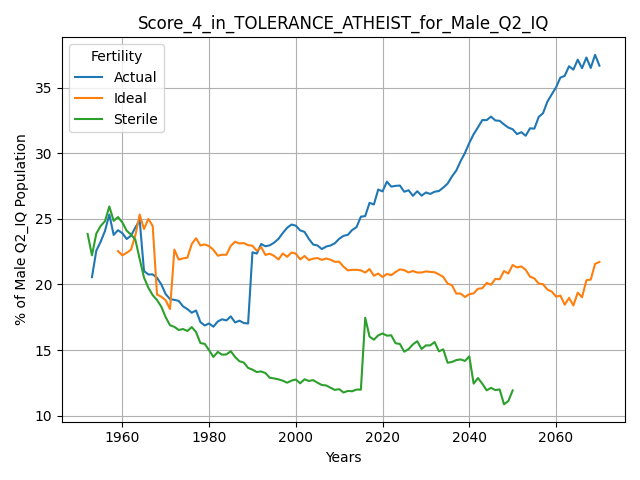 Score_4_in_TOLERANCE_ATHEIST_for_Male_Q2_IQ
Fertility
Actual
Ideal
Sterile
% of Male Q2_IQ Population
35
30
25
20
15
10
1960
1980
2000
2020
2040
2060
Years